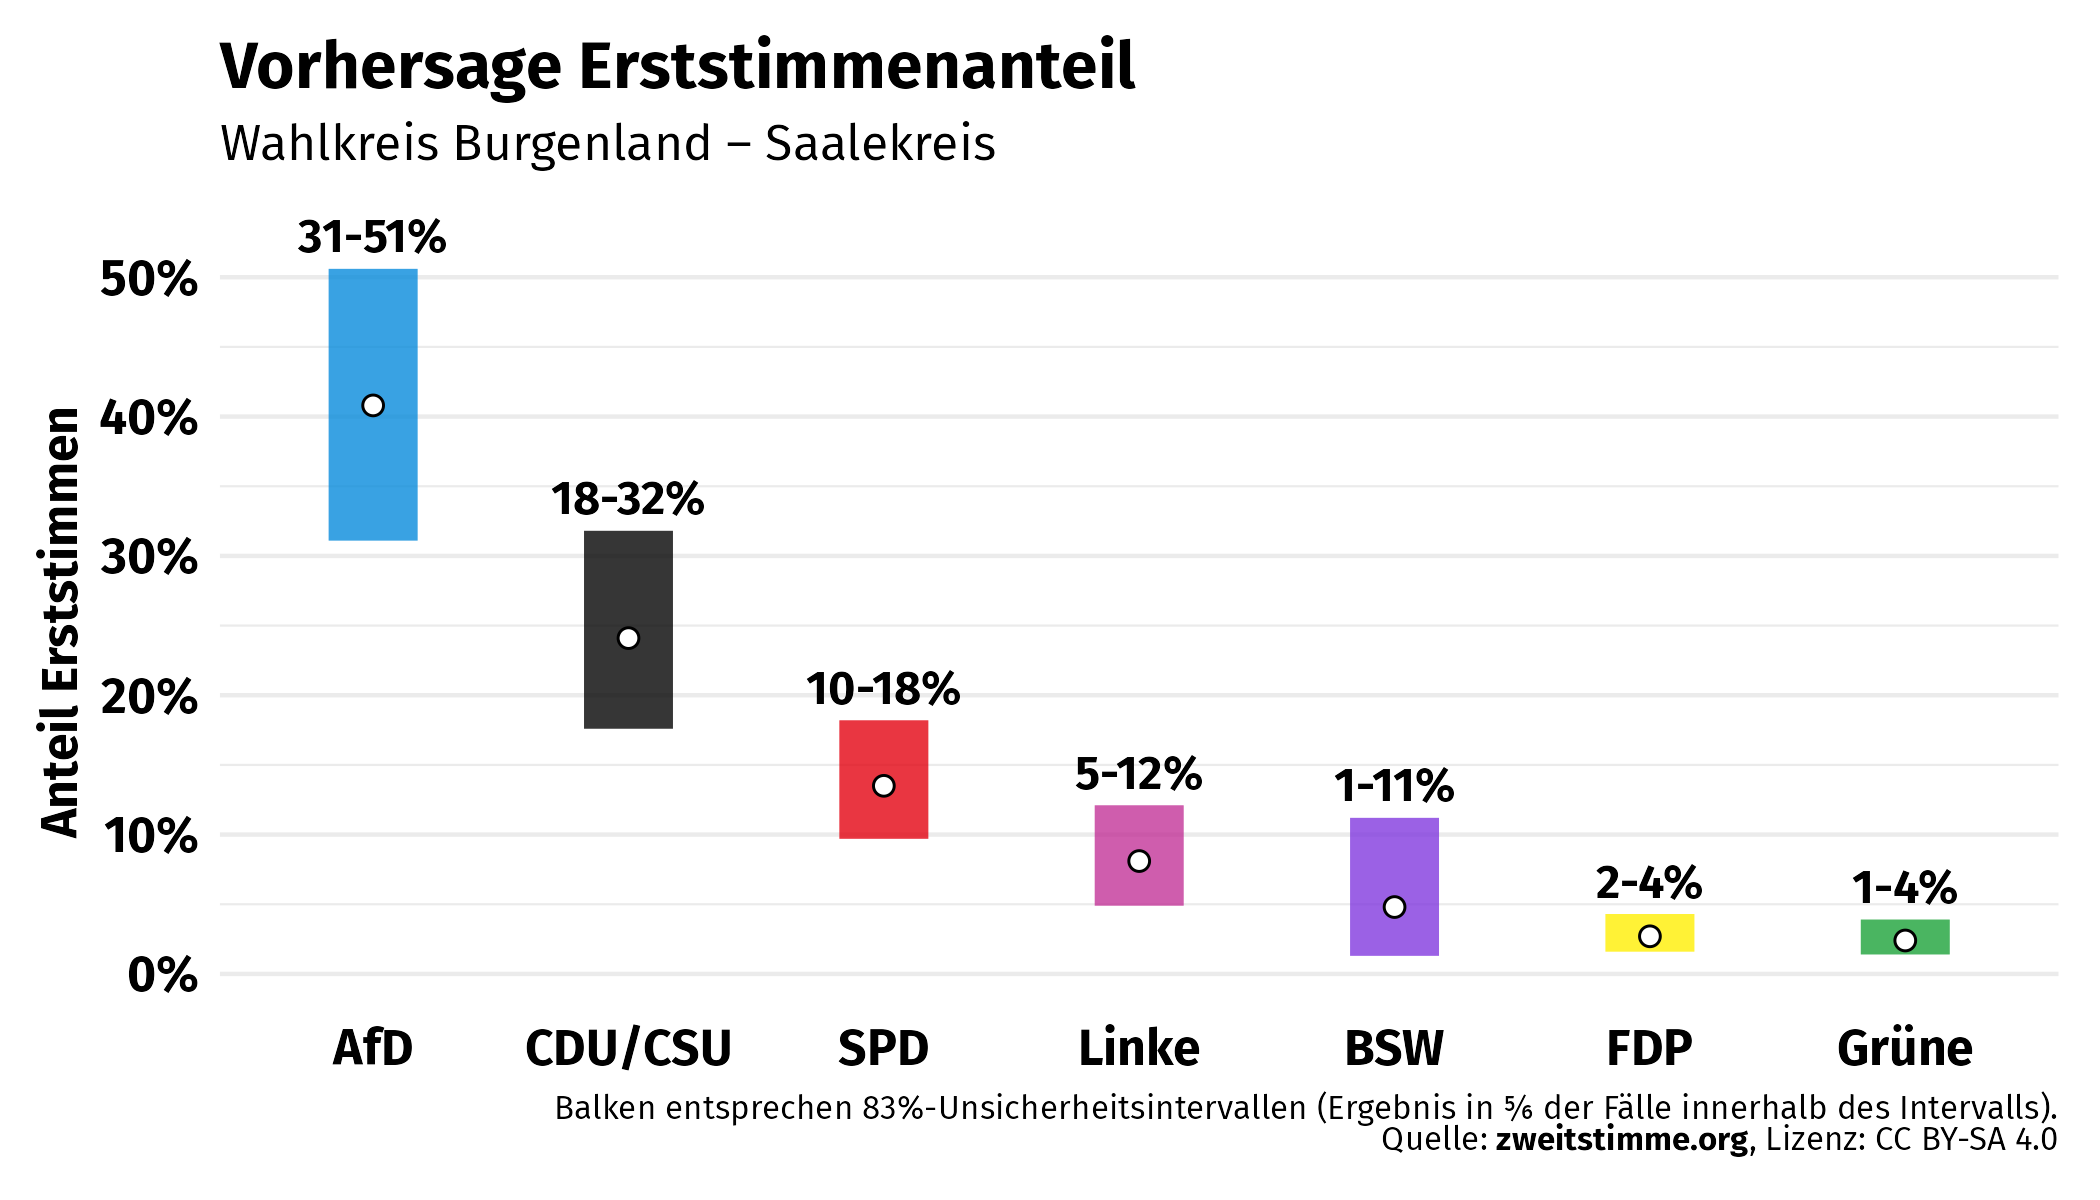 Vorhersage Erststimmenanteil
Wahlkreis Burgenland – Saalekreis
Anteil Erststimmen
50%
40%
30%
20%
10%
0%
31-51%
18-32%
10-18%
5-12%
1-11%
2-4%
1-4%
AfD CDU/CSU SPD Linke BSW FDP Grüne
Balken entsprechen 83%-Unsicherheitsintervallen (Ergebnis in ⅚ der Fälle innerhalb des Intervalls).
Quelle: zweitstimme.org, Lizenz: CC BY-SA 4.0